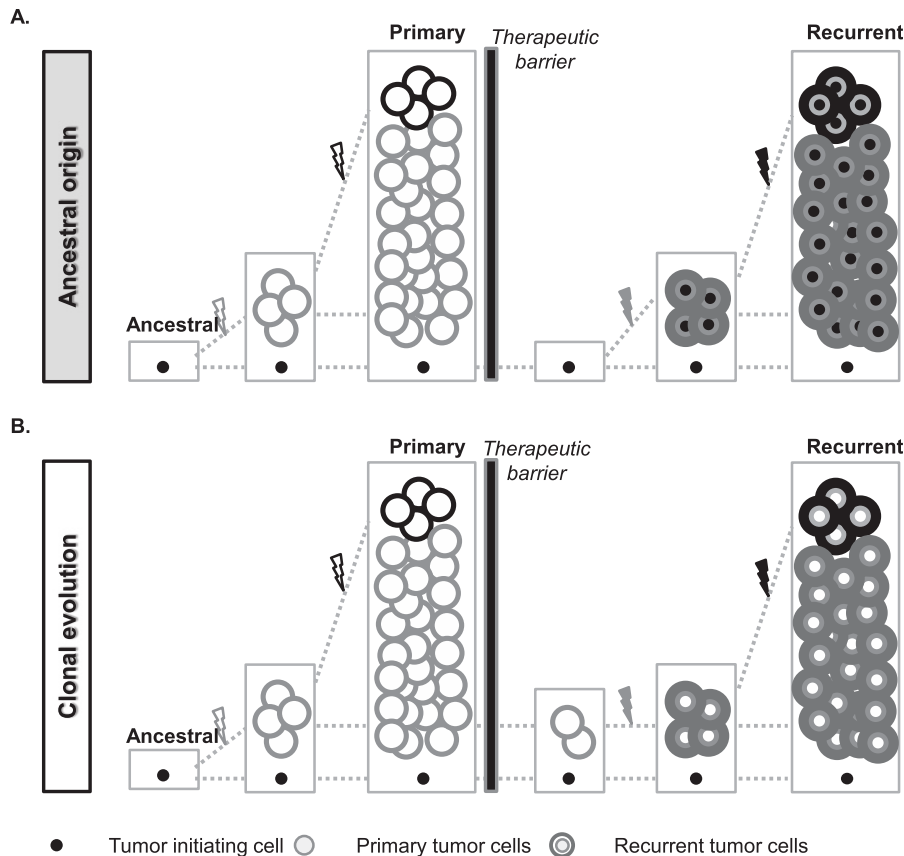 A.
Primary
Therapeutic
barrier
Recurrent
Ancestral origin
Ancestral
B.
Primary
Therapeutic
barrier
Recurrent
Clonal evolution
Ancestral
Tumor initiating cell
Primary tumor cells
Recurrent tumor cells